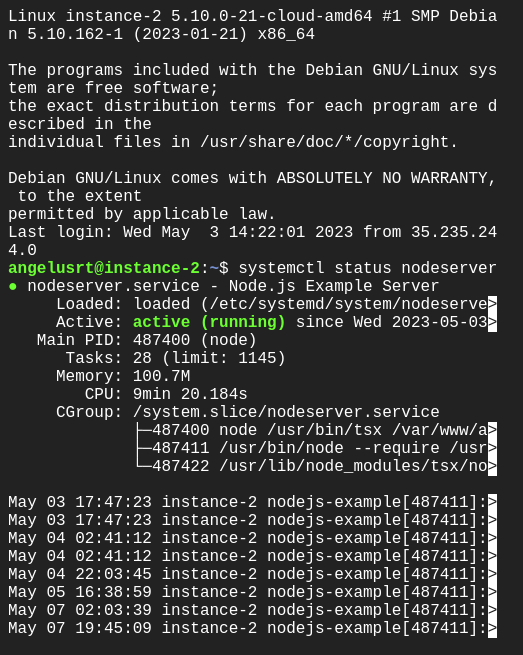 Linux instance-2 5.10.0-21-cloud-amd64 #1 SMP Debia
n 5.10.162-1 (2023-01-21) x86_64

The programs included with the Debian GNU/Linux sys
tem are free software;
the exact distribution terms for each program are d
escribed in the
individual files in /usr/share/doc/*/copyright.

Debian GNU/Linux comes with ABSOLUTELY NO WARRANTY,
 to the extent
permitted by applicable law.
Last login: Wed May  3 14:22:01 2023 from 35.235.24
4.0
angelusrt@instance-2:~$ systemctl status nodeserver
● nodeserver.service - Node.js Example Server
     Loaded: loaded (/etc/systemd/system/nodeserve>
     Active: active (running) since Wed 2023-05-03>
   Main PID: 487400 (node)
      Tasks: 28 (limit: 1145)
     Memory: 100.7M
        CPU: 9min 20.184s
     CGroup: /system.slice/nodeserver.service
             ├─487400 node /usr/bin/tsx /var/www/a>
             ├─487411 /usr/bin/node --require /usr>
             └─487422 /usr/lib/node_modules/tsx/no>

May 03 17:47:23 instance-2 nodejs-example[487411]:>
May 03 17:47:23 instance-2 nodejs-example[487411]:>
May 04 02:41:12 instance-2 nodejs-example[487411]:>
May 04 02:41:12 instance-2 nodejs-example[487411]:>
May 04 22:03:45 instance-2 nodejs-example[487411]:>
May 05 16:38:59 instance-2 nodejs-example[487411]:>
May 07 02:03:39 instance-2 nodejs-example[487411]:>
May 07 19:45:09 instance-2 nodejs-example[487411]:>